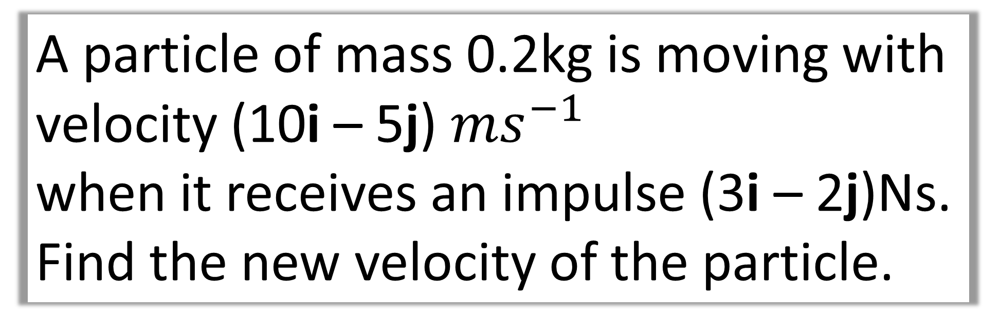 A particle of mass 0.2kg is moving with
velocity (10i – 5j) ms⁻¹
when it receives an impulse (3i – 2j)Ns.
Find the new velocity of the particle.